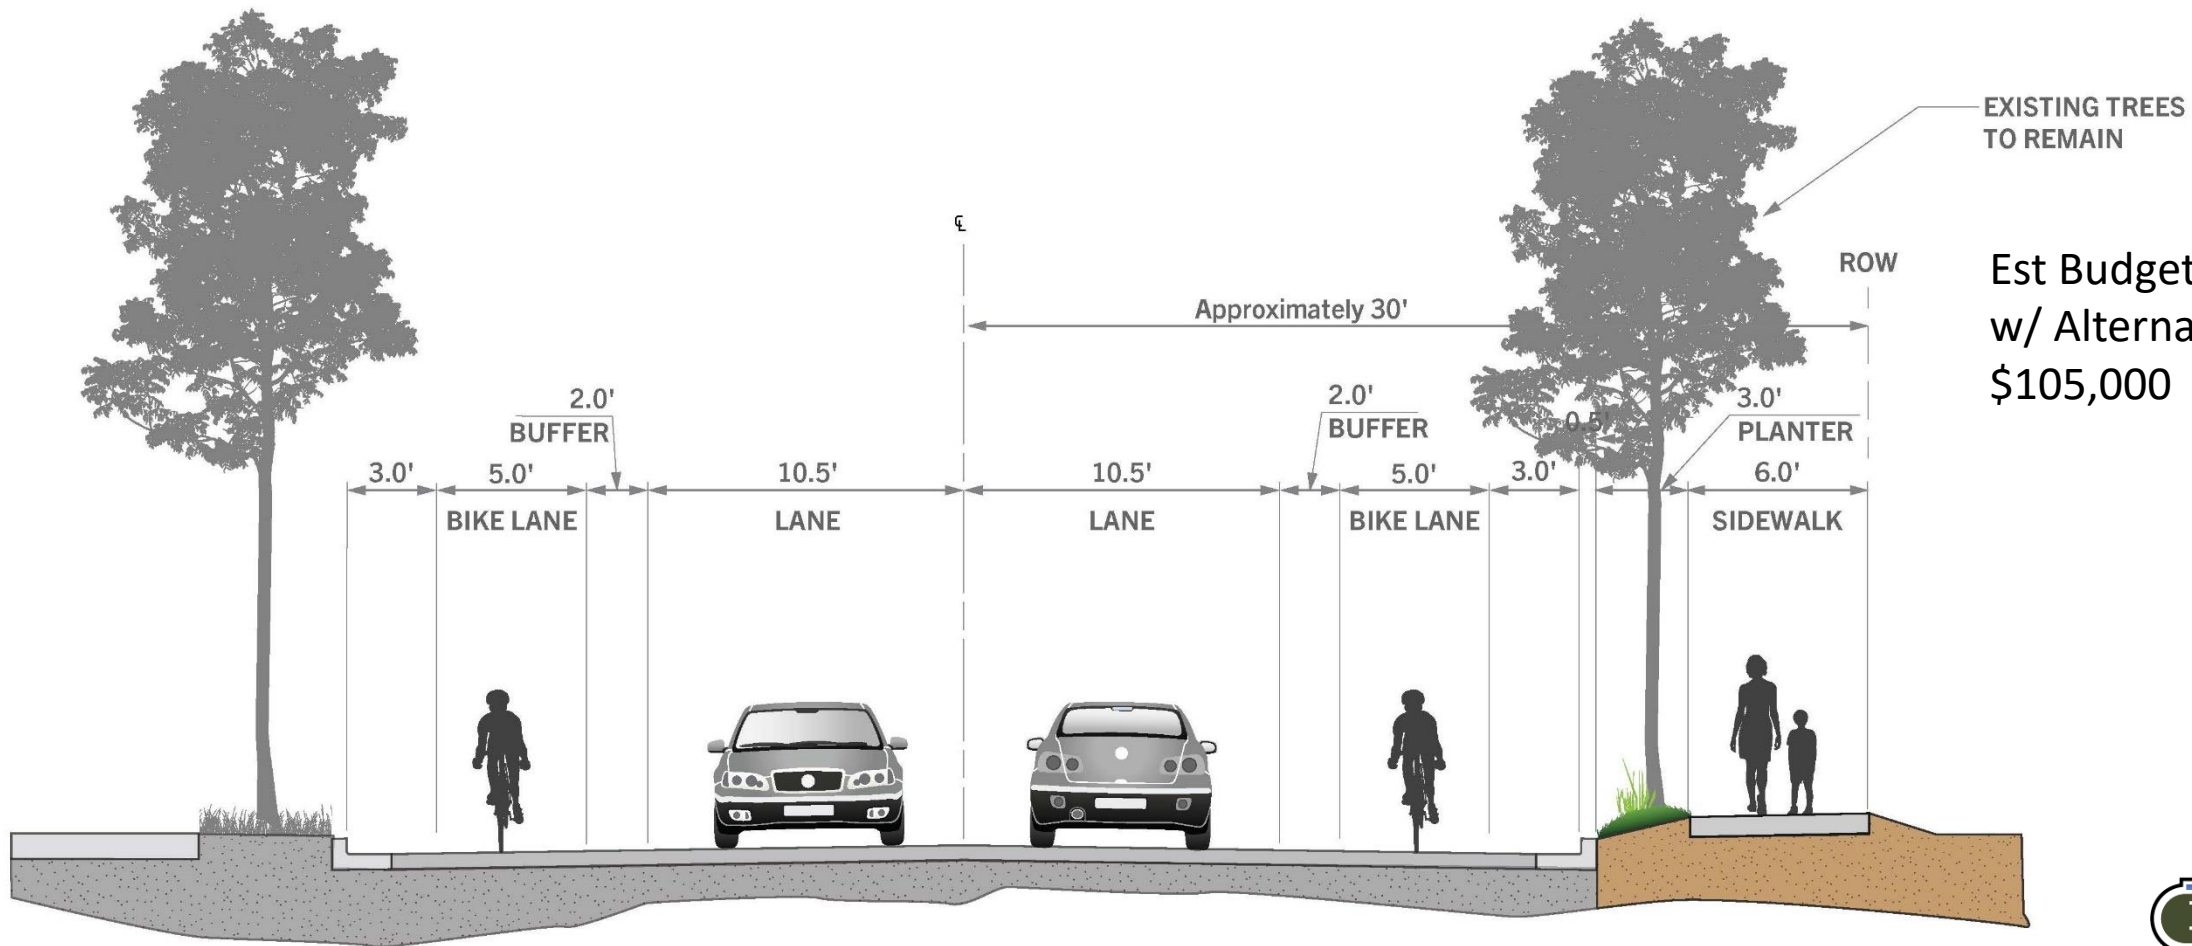 EXISTING TREES
TO REMAIN
℄
ROW
Est Budget
w/
$105,000
Approximately 30'
2.0'
BUFFER
2.0'
BUFFER
0.5'
3.0'
PLANTER
3.0'
5.0'
10.5'
10.5'
5.0'
3.0'
6.0'
BIKE LANE
LANE
LANE
BIKE LANE
SIDEWALK